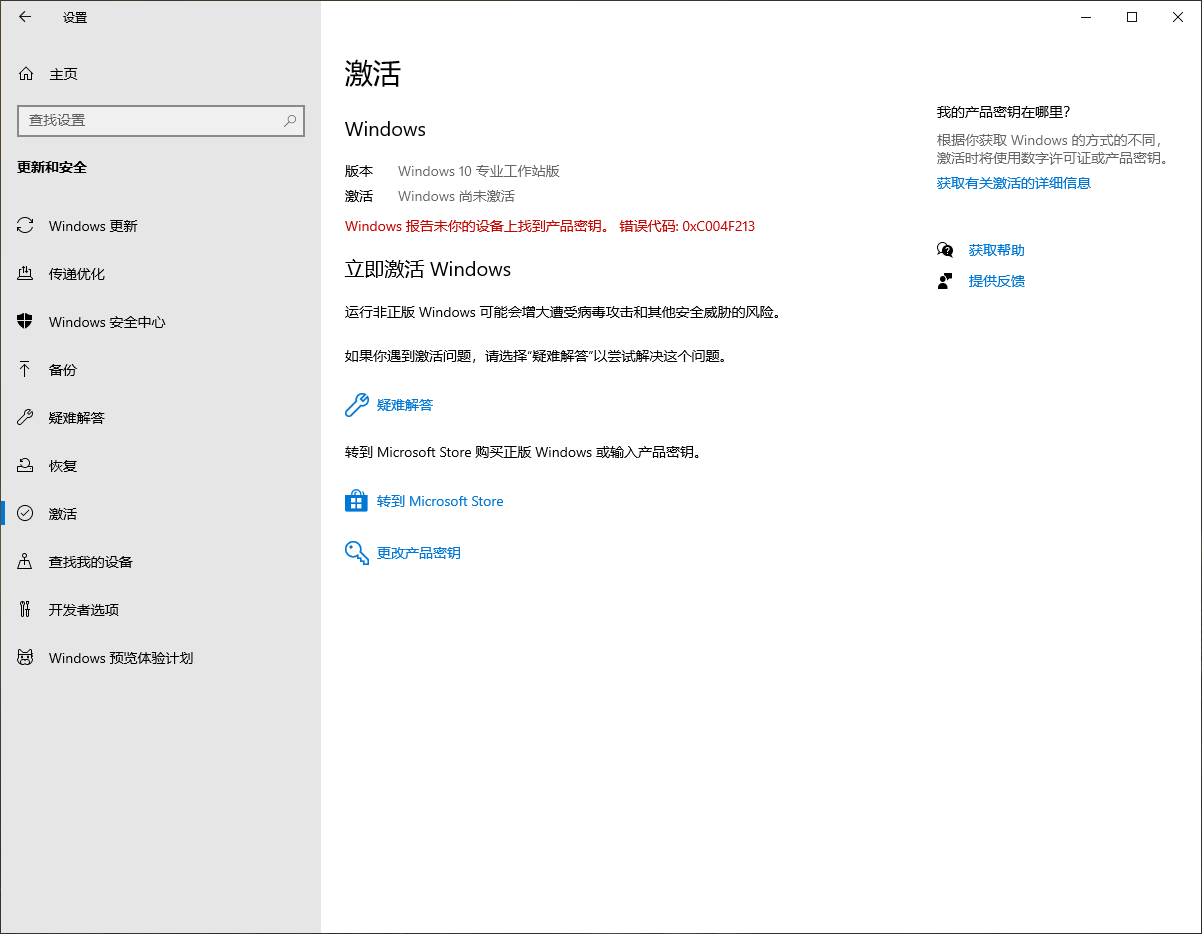 设置
主页
查找设置
更新和安全
Windows 更新
传递优化
Windows 安全中心
备份
疑难解答
恢复
激活
查找我的设备
开发者选项
Windows 预览体验计划
激活
Windows
版本 Windows 10 专业工作站版
激活 Windows 尚未激活
Windows 报告未你的设备上找到产品密钥。 错误代码: 0xC004F213
立即激活 Windows
运行非正版 Windows 可能会增大遭受病毒攻击和其他安全威胁的风险。
如果你遇到激活问题，请选择“疑难解答”以尝试解决这个问题。
疑难解答
转到 Microsoft Store 购买正版 Windows 或输入产品密钥。
转到 Microsoft Store
更改产品密钥
我的产品密钥在哪里?
根据你获取 Windows 的方式的不同，
激活时将使用数字许可证或产品密钥。
获取有关激活的详细信息
获取帮助
提供反馈